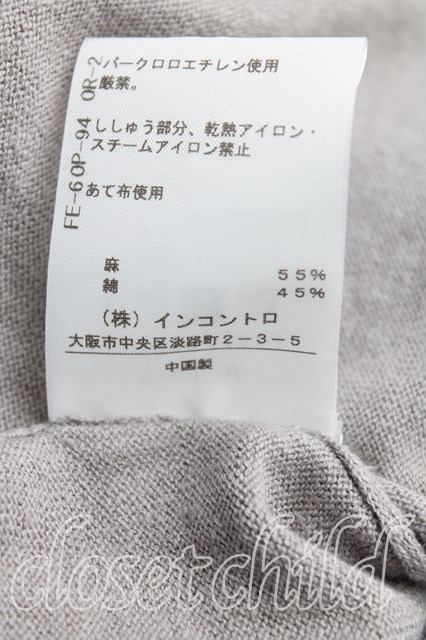 パークロロエチレン使用
厳禁。
ししゅう部分、乾熱アイロン・
スチームアイロン禁止
あて布使用
FE-60P-94 OR-2
麻 55%
綿 45%
(株) インコントロ
大阪市中央区淡路町2-3-5
中国製
closet child